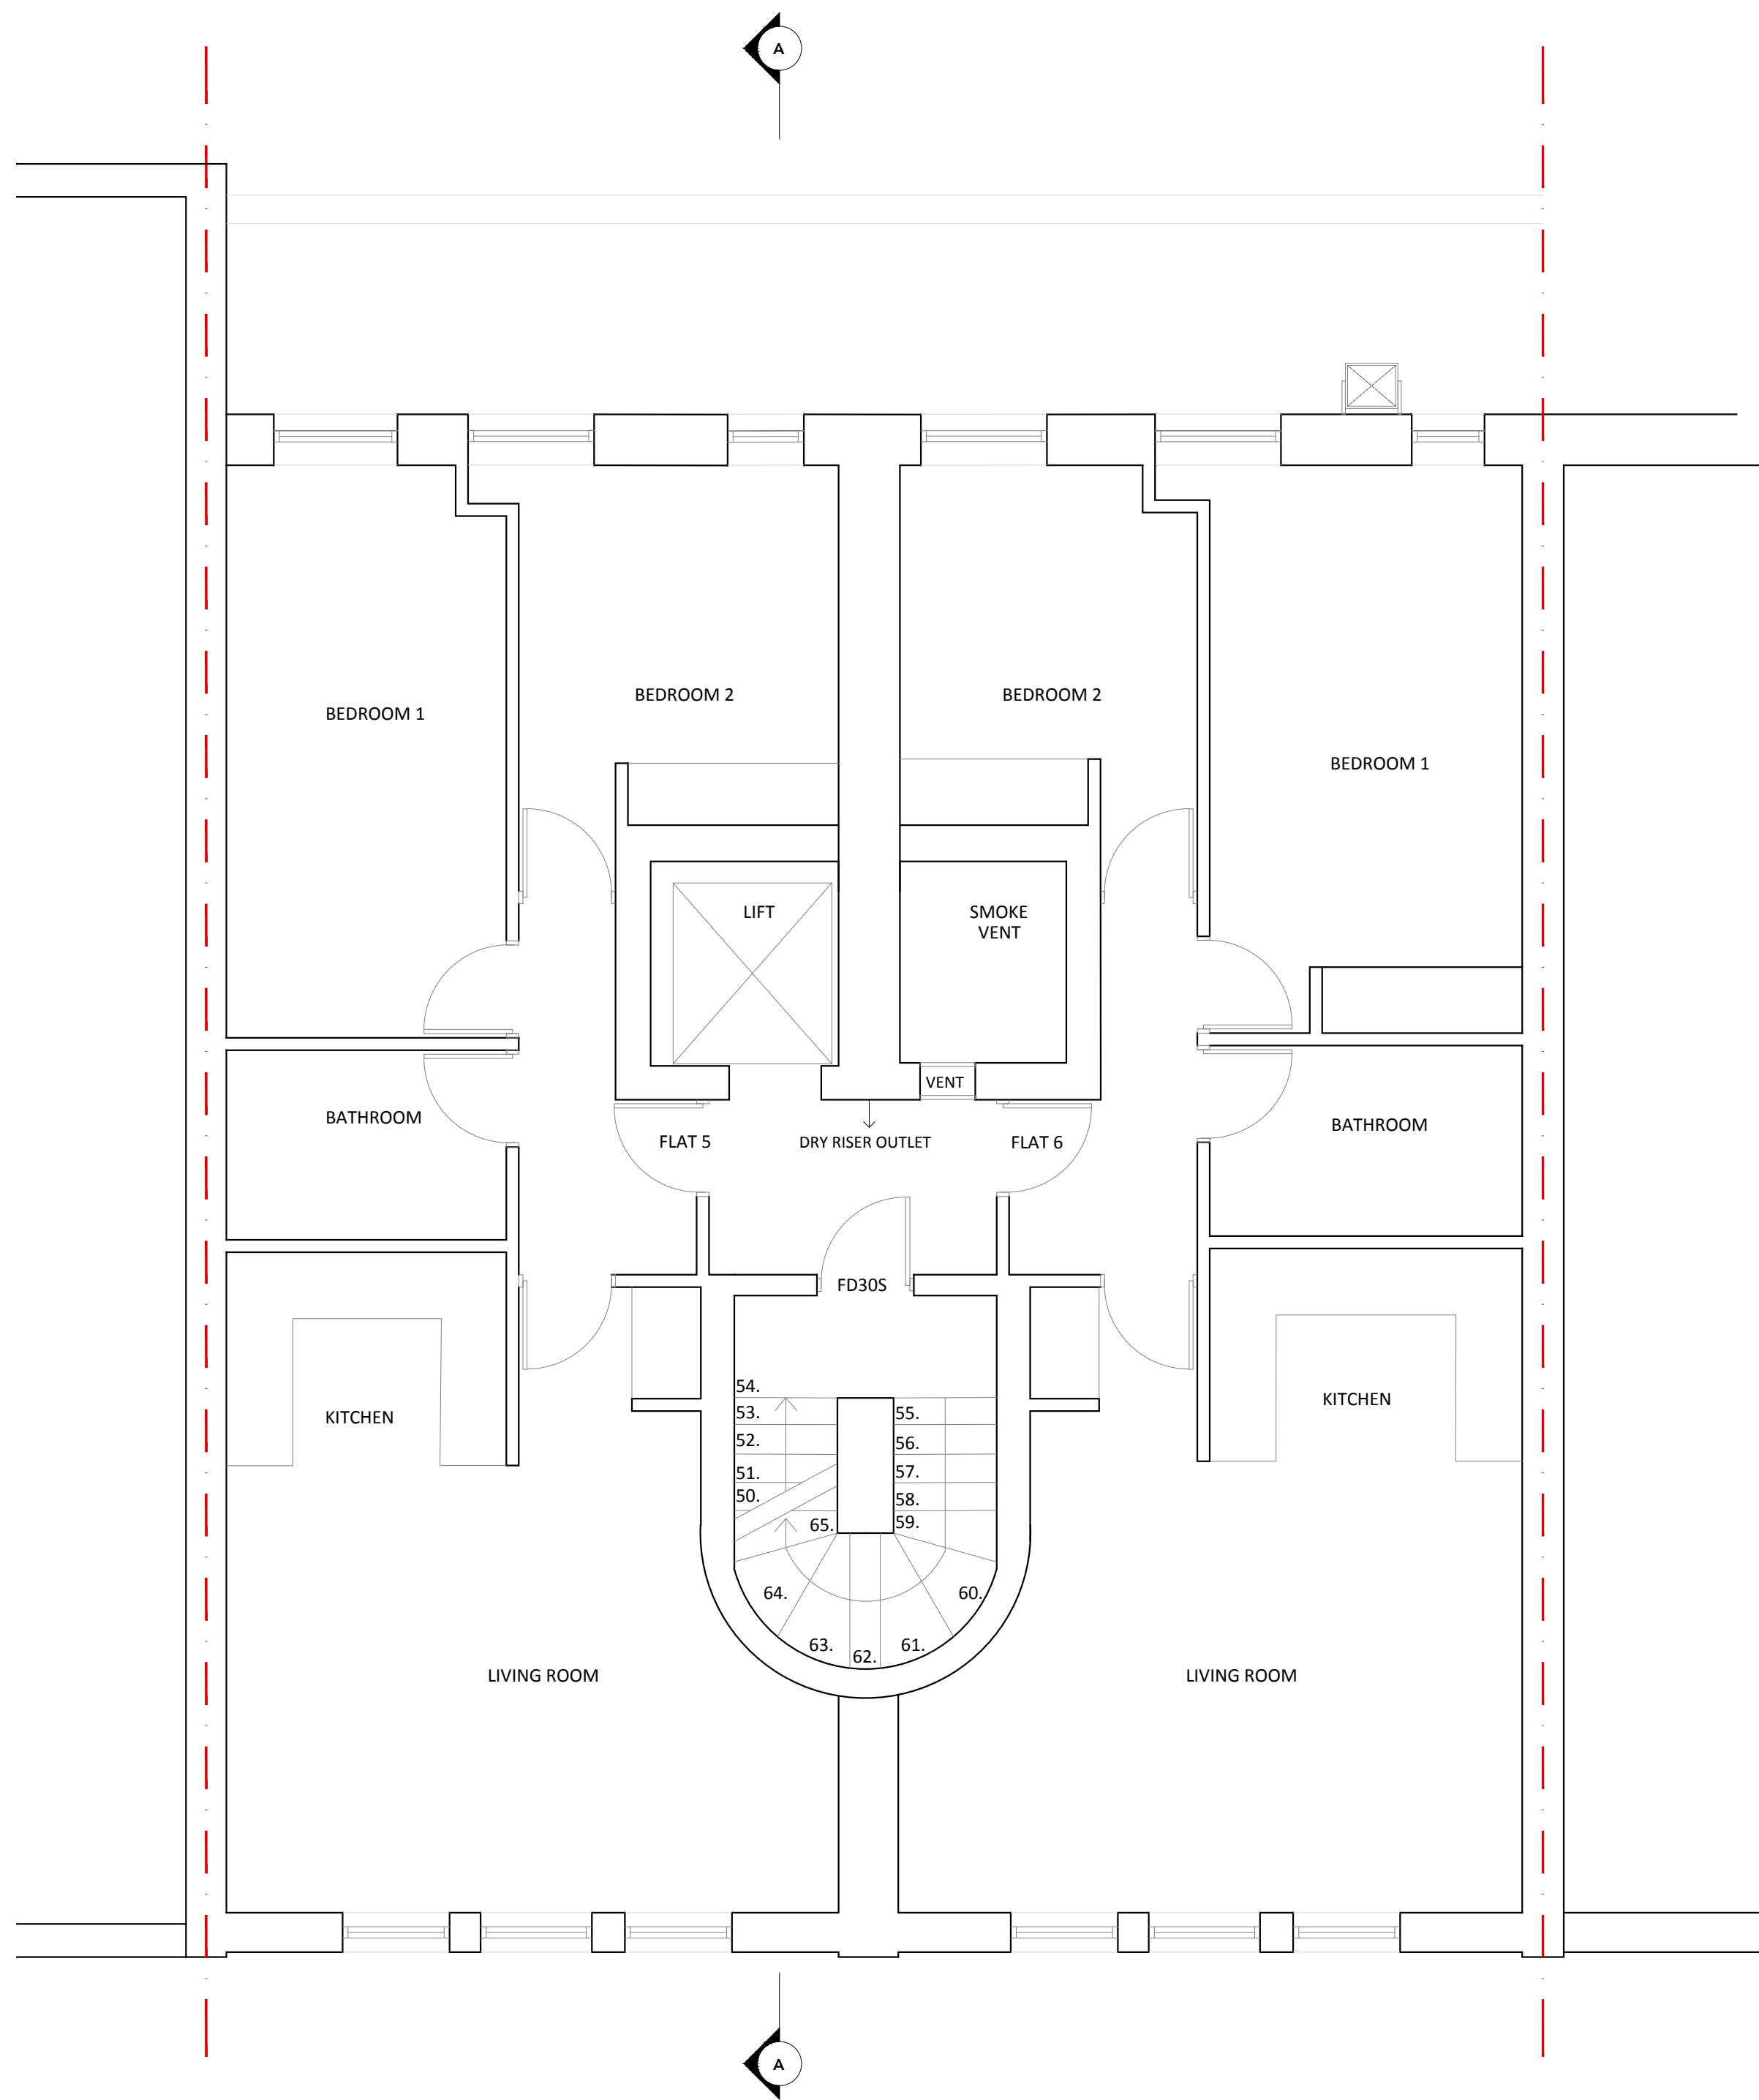 A
BEDROOM 1
BEDROOM 2
BEDROOM 2
BEDROOM 1
LIFT
SMOKE
VENT
VENT
BATHROOM
FLAT 5
DRY RISER OUTLET
FLAT 6
BATHROOM
FD30S
KITCHEN
KITCHEN
54.
53.
52.
51.
50.
55.
56.
57.
58.
59.
65.
64.
63.
62.
61.
60.
LIVING ROOM
LIVING ROOM
A